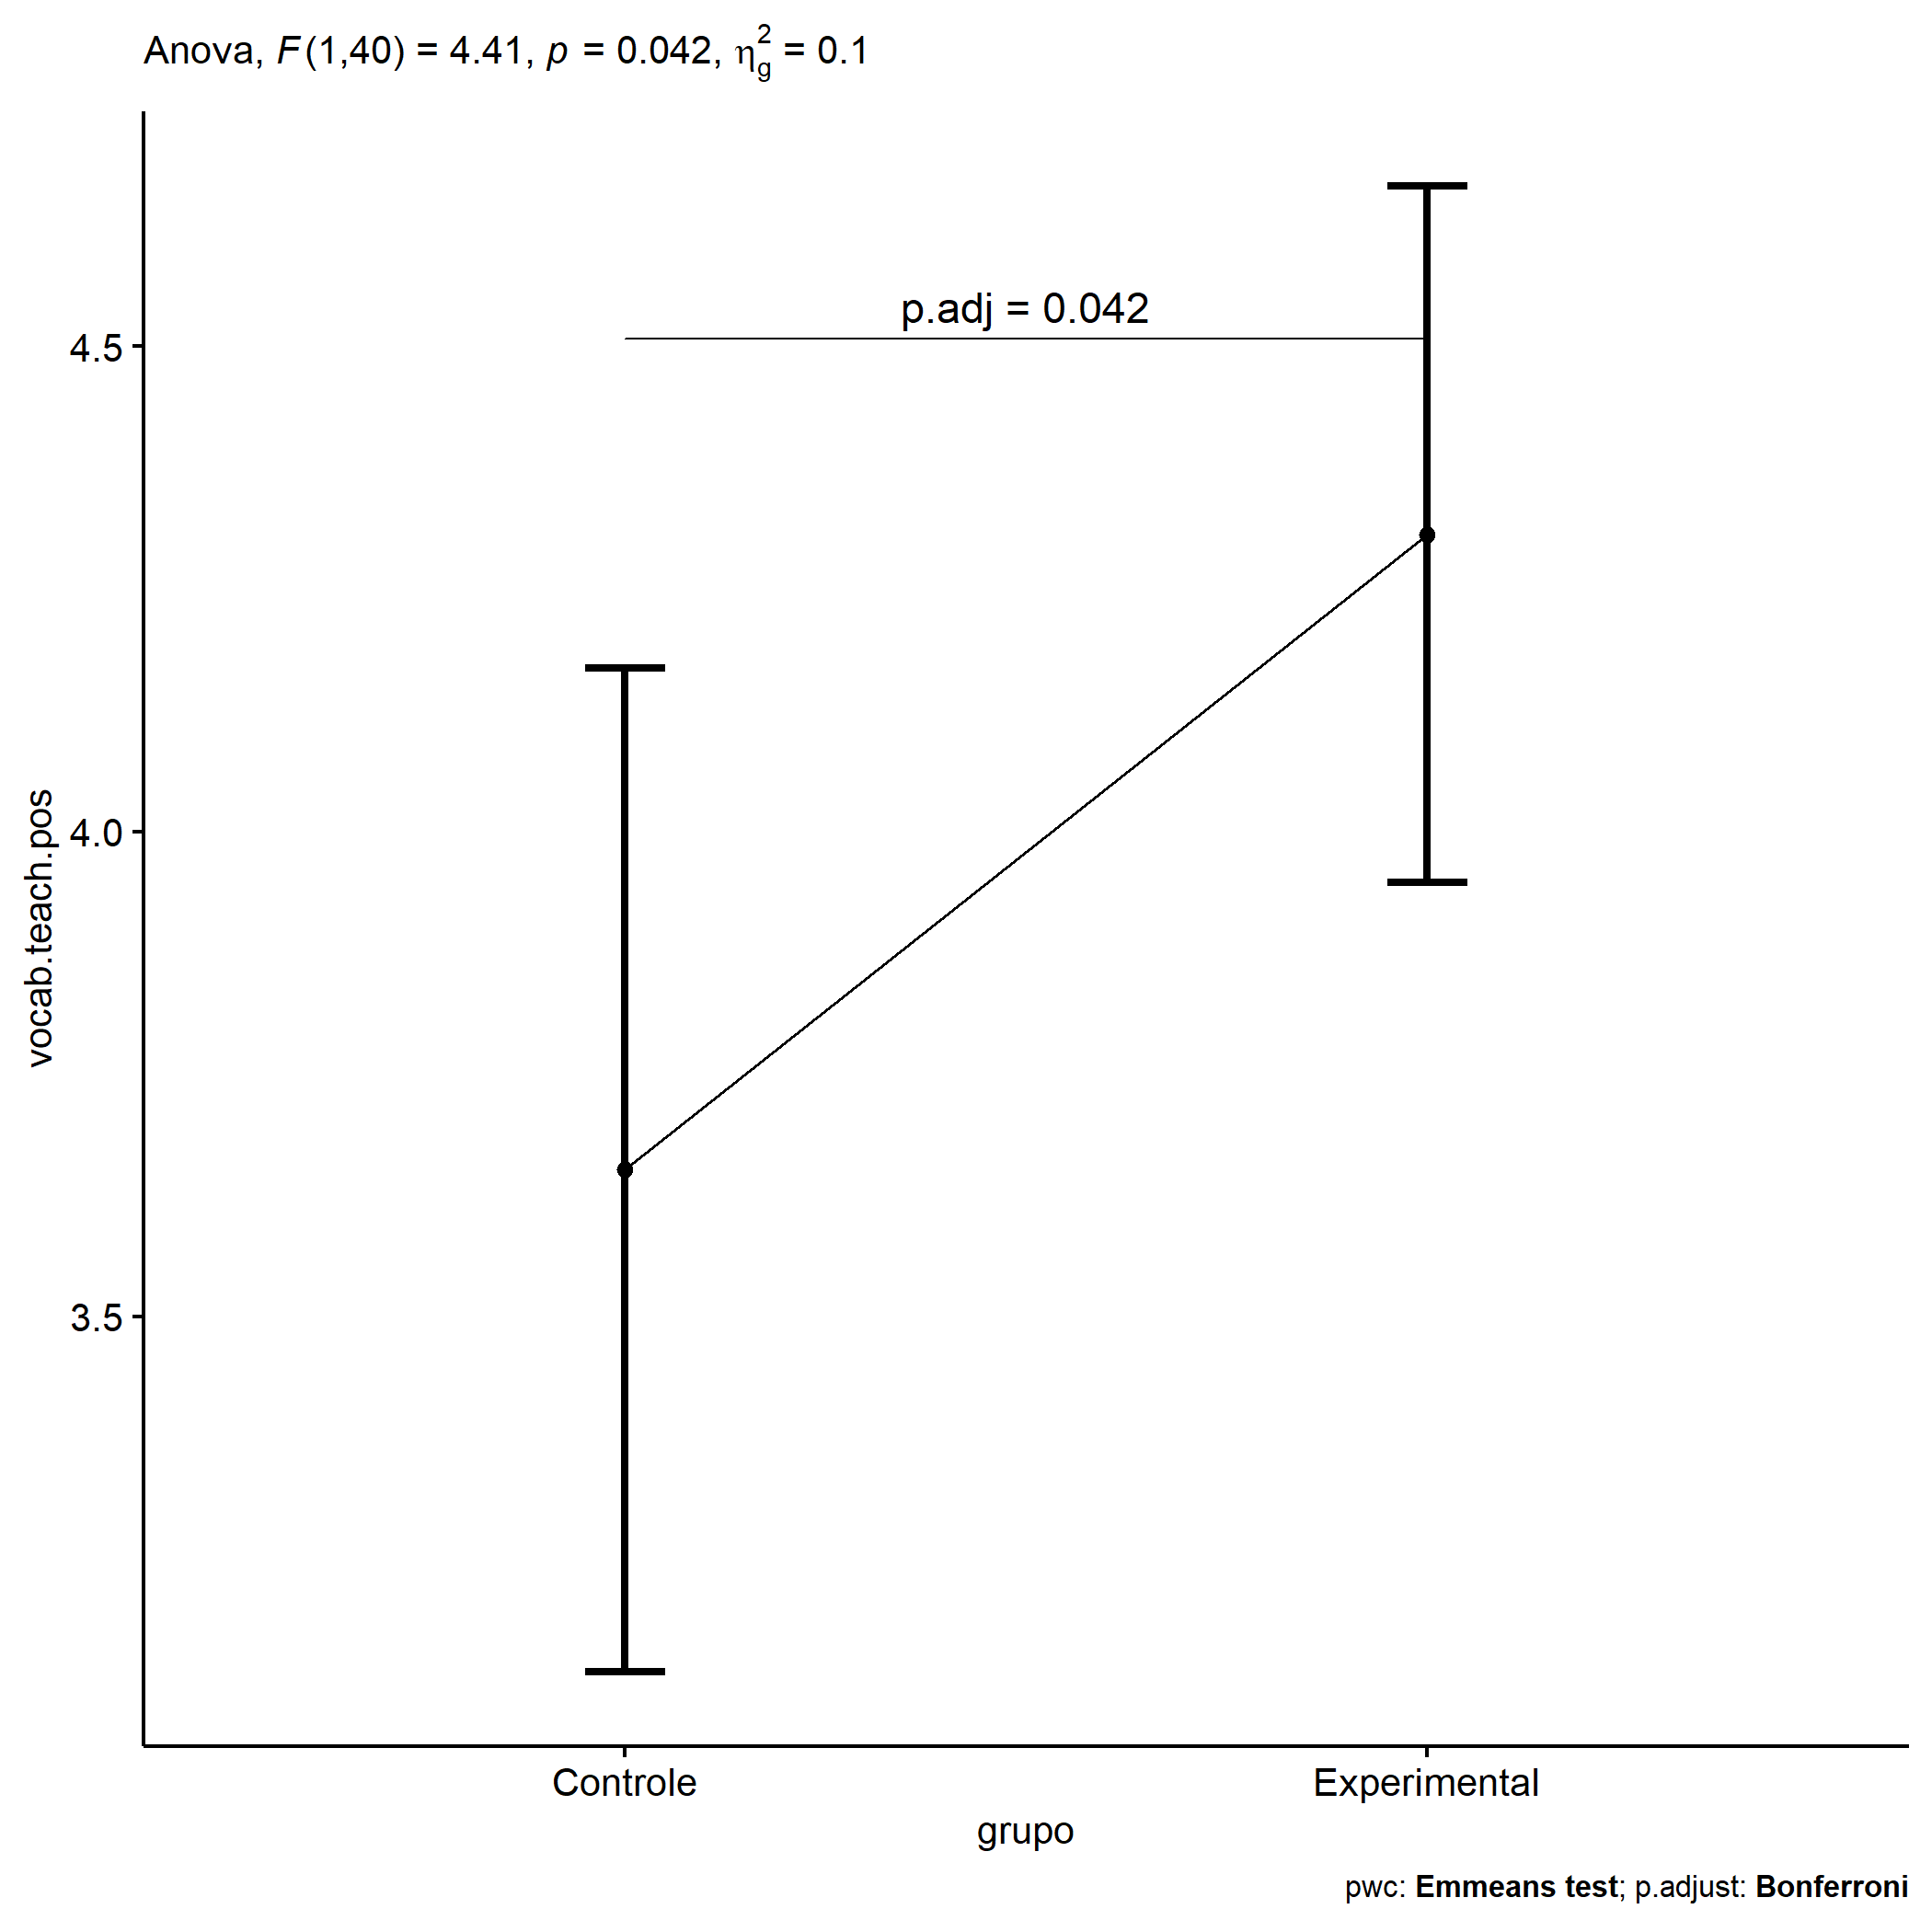 Anova, F(1,40) = 4.41, p = 0.042, η²g = 0.1
p.adj = 0.042
4.5
4.0
3.5
vocab.teach.pos
Controle Experimental
grupo
pwc: Emmeans test; p.adjust: Bonferroni